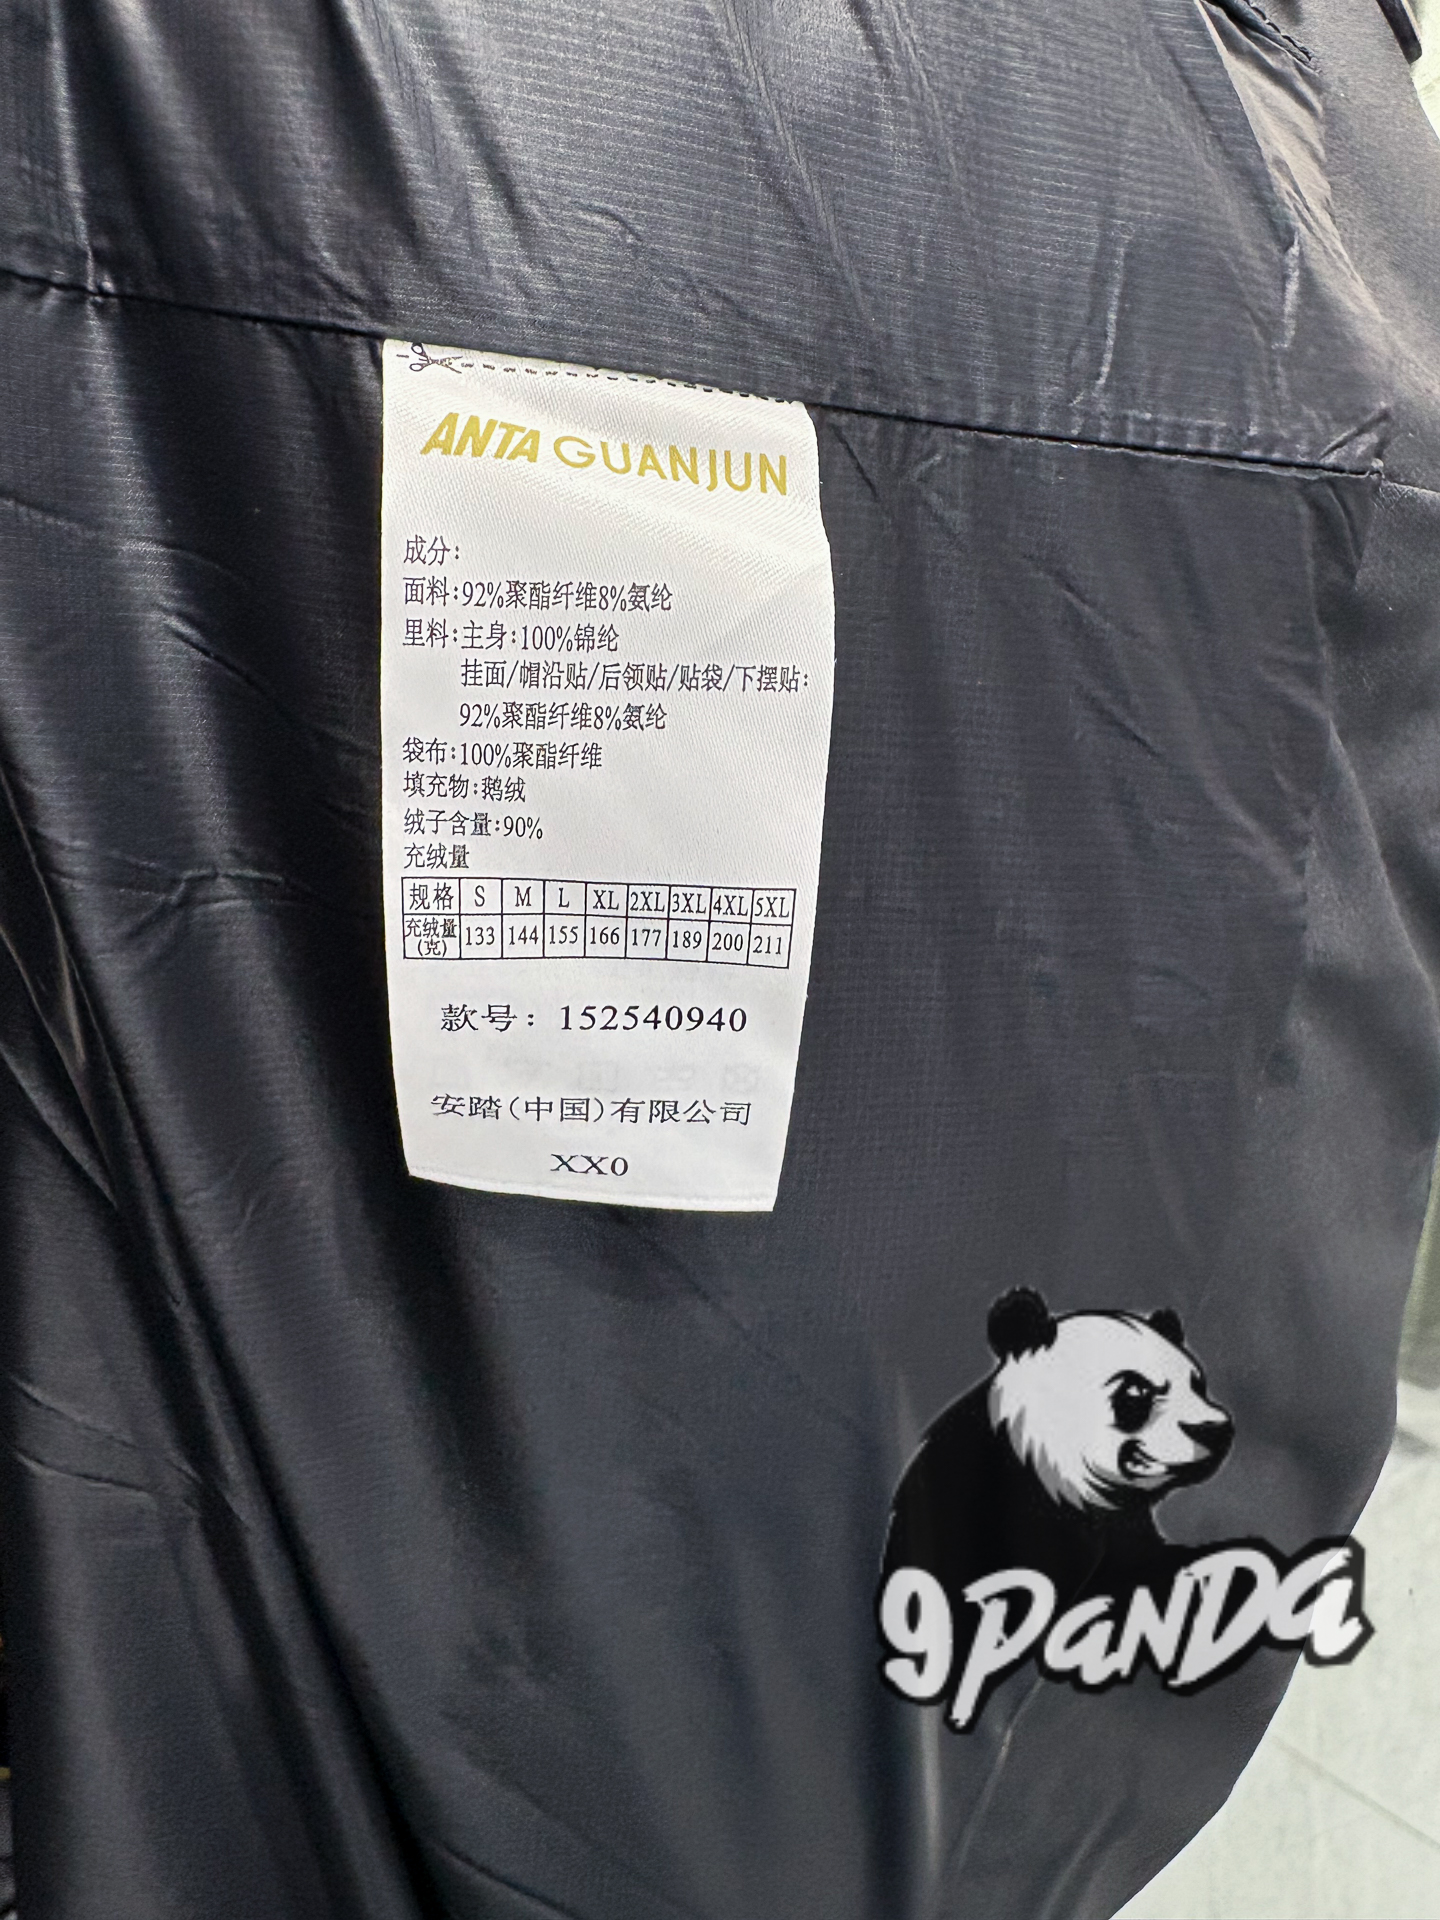 ANTA GUANJUN
成分:
面料:92%聚酯纤维8%氨纶
里料:主身:100%锦纶
挂面/帽沿贴/后领贴/贴袋/下摆贴:
92%聚酯纤维8%氨纶
袋布:100%聚酯纤维
填充物:鹅绒
绒子含量:90%
充绒量
规格 S M L XL 2XL 3XL 4XL 5XL
充绒量(克) 133 144 155 166 177 189 200 211
款号: 152540940
安踏(中国)有限公司
XX0
9PANDA